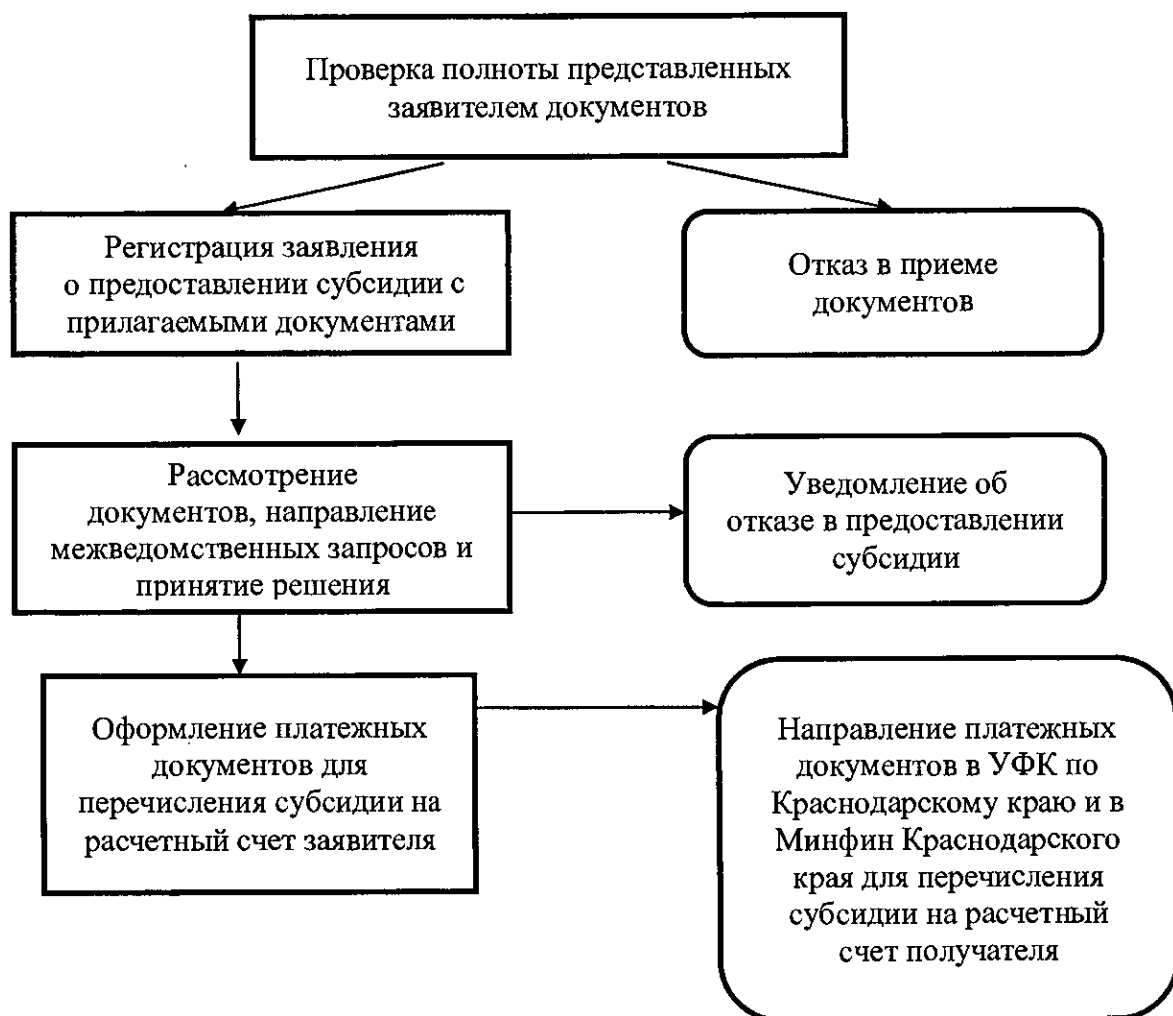 Проверка полноты представленных
заявителем документов
Регистрация заявления
о предоставлении субсидии с
прилагаемыми документами
Отказ в приеме
документов
Рассмотрение
документов, направление
межведомственных запросов и
принятие решения
Уведомление об
отказе в предоставлении
субсидии
Оформление платежных
документов для
перечисления субсидии на
расчетный счет заявителя
Направление платежных
документов в УФК по
Краснодарскому краю и в
Минфин Краснодарского
края для перечисления
субсидии на расчетный
счет получателя